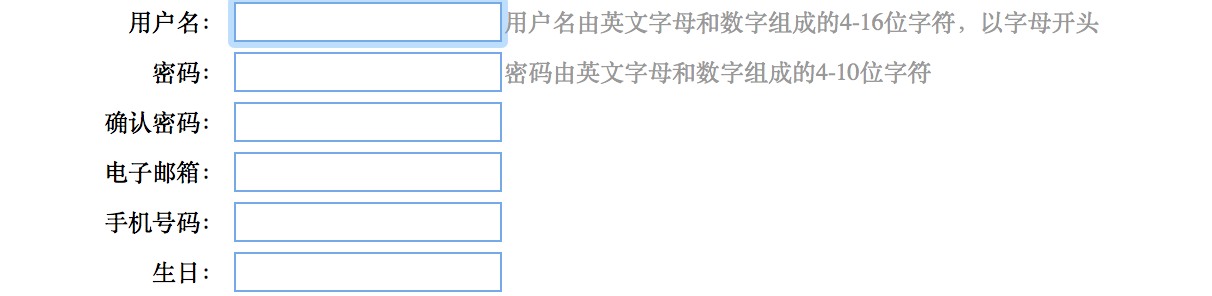 用户名：用户名由英文字母和数字组成的4-16位字符，以字母开头
密码：密码由英文字母和数字组成的4-10位字符
确认密码：
电子邮箱：
手机号码：
生日：